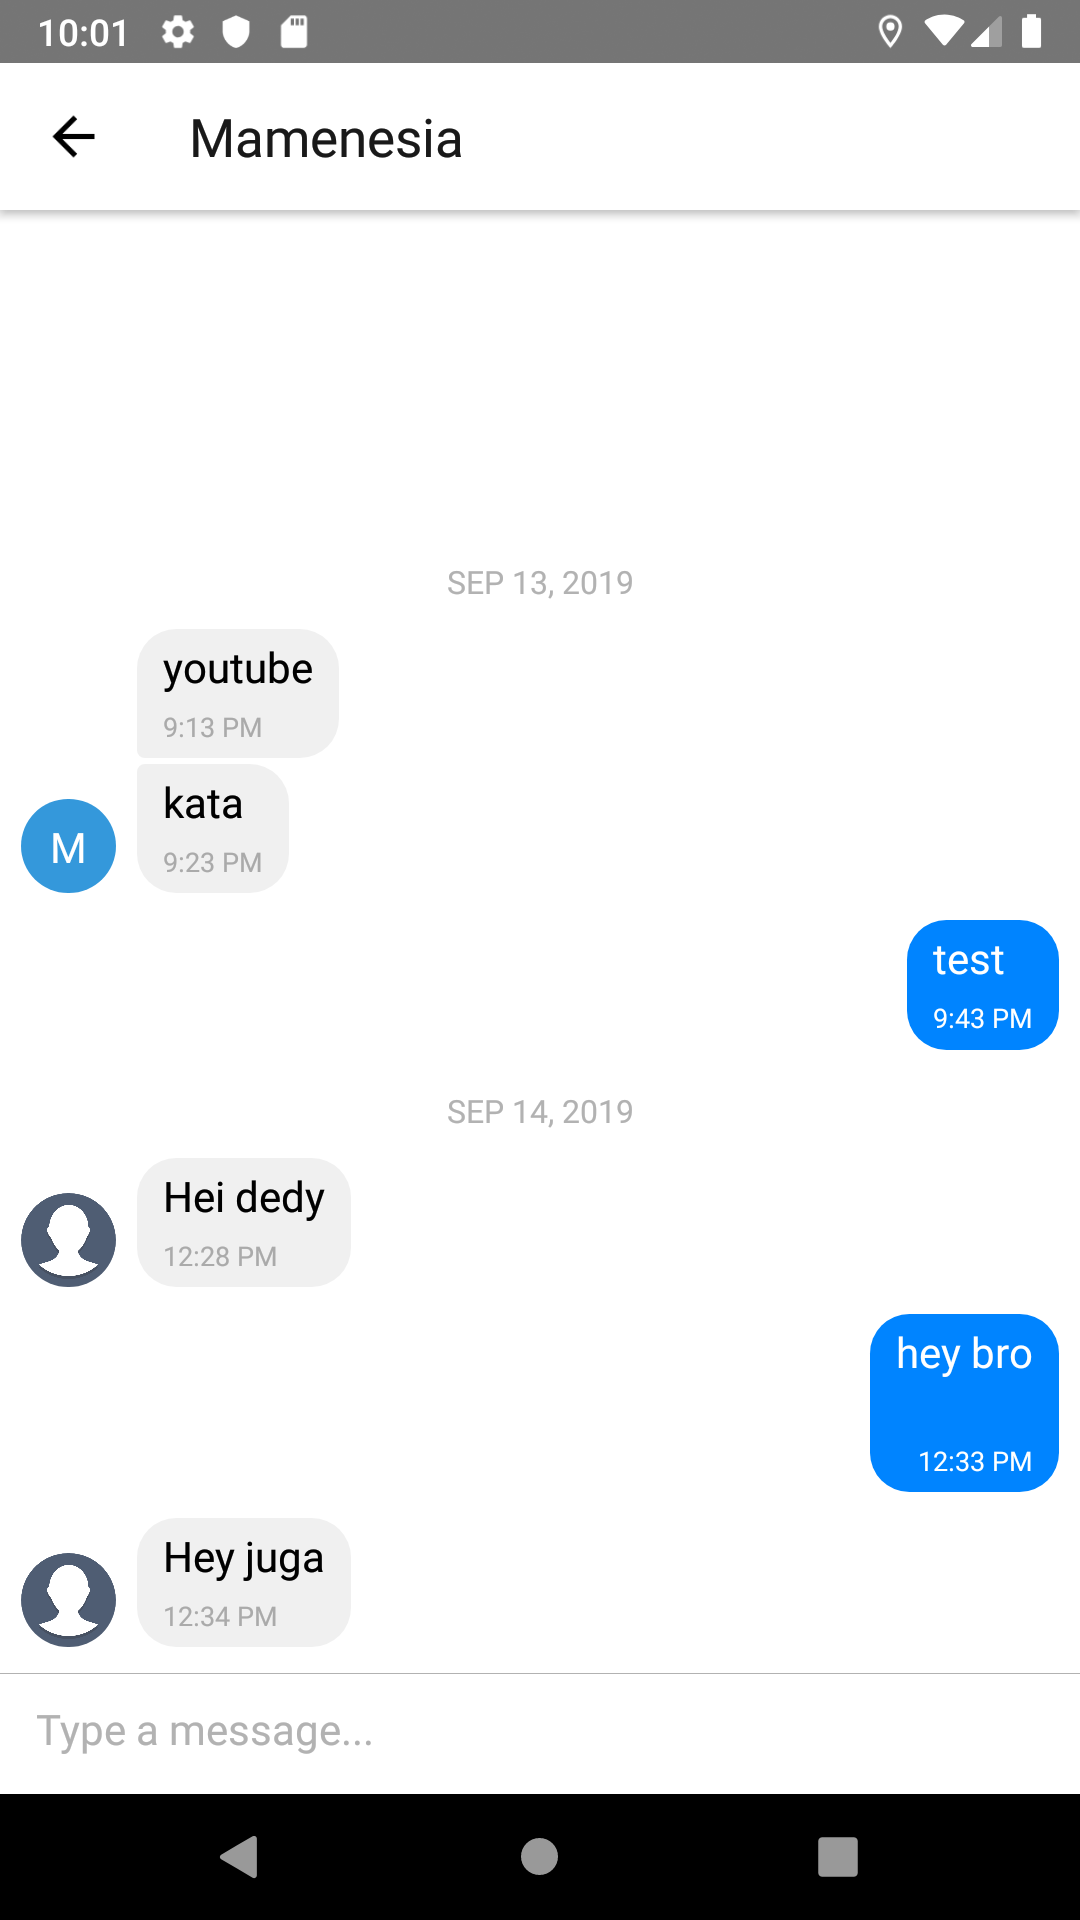 10:01
Mamenesia
SEP 13, 2019
youtube
9:13 PM
kata
M
9:23 PM
test
9:43 PM
SEP 14, 2019
Hei dedy
12:28 PM
hey bro
12:33 PM
Hey juga
12:34 PM
Type a message...